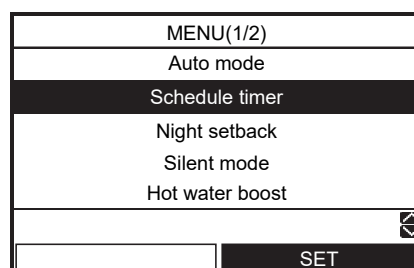 MENU(1/2)
Auto mode
Schedule timer
Night setback
Silent mode
Hot water boost
SET